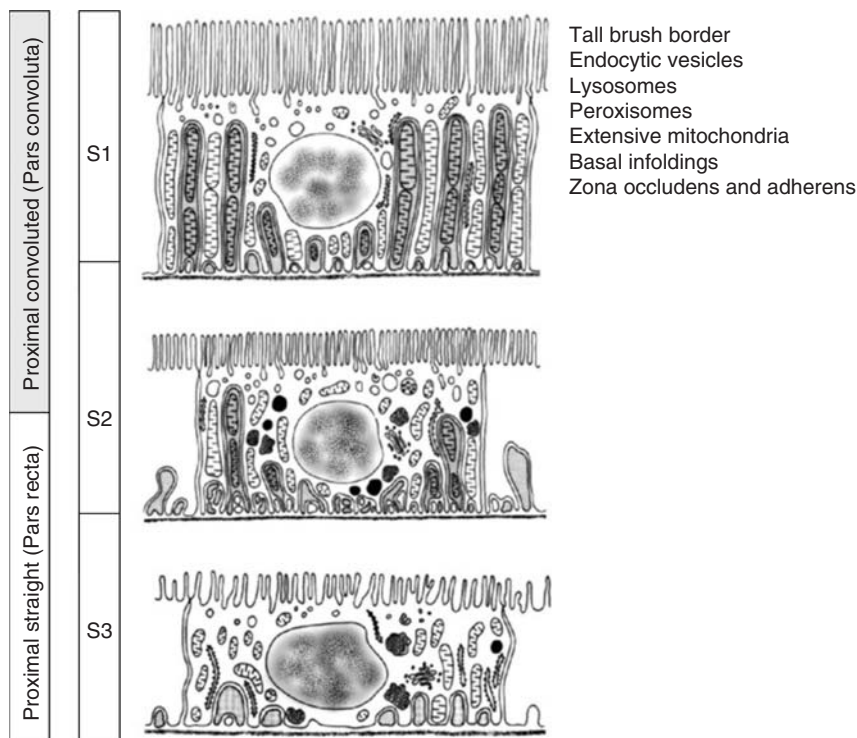 Proximal convoluted (Pars convoluta)
Proximal straight (Pars recta)
S1
S2
S3
Tall brush border
Endocytic vesicles
Lysosomes
Peroxisomes
Extensive mitochondria
Basal infoldings
Zona occludens and adherens